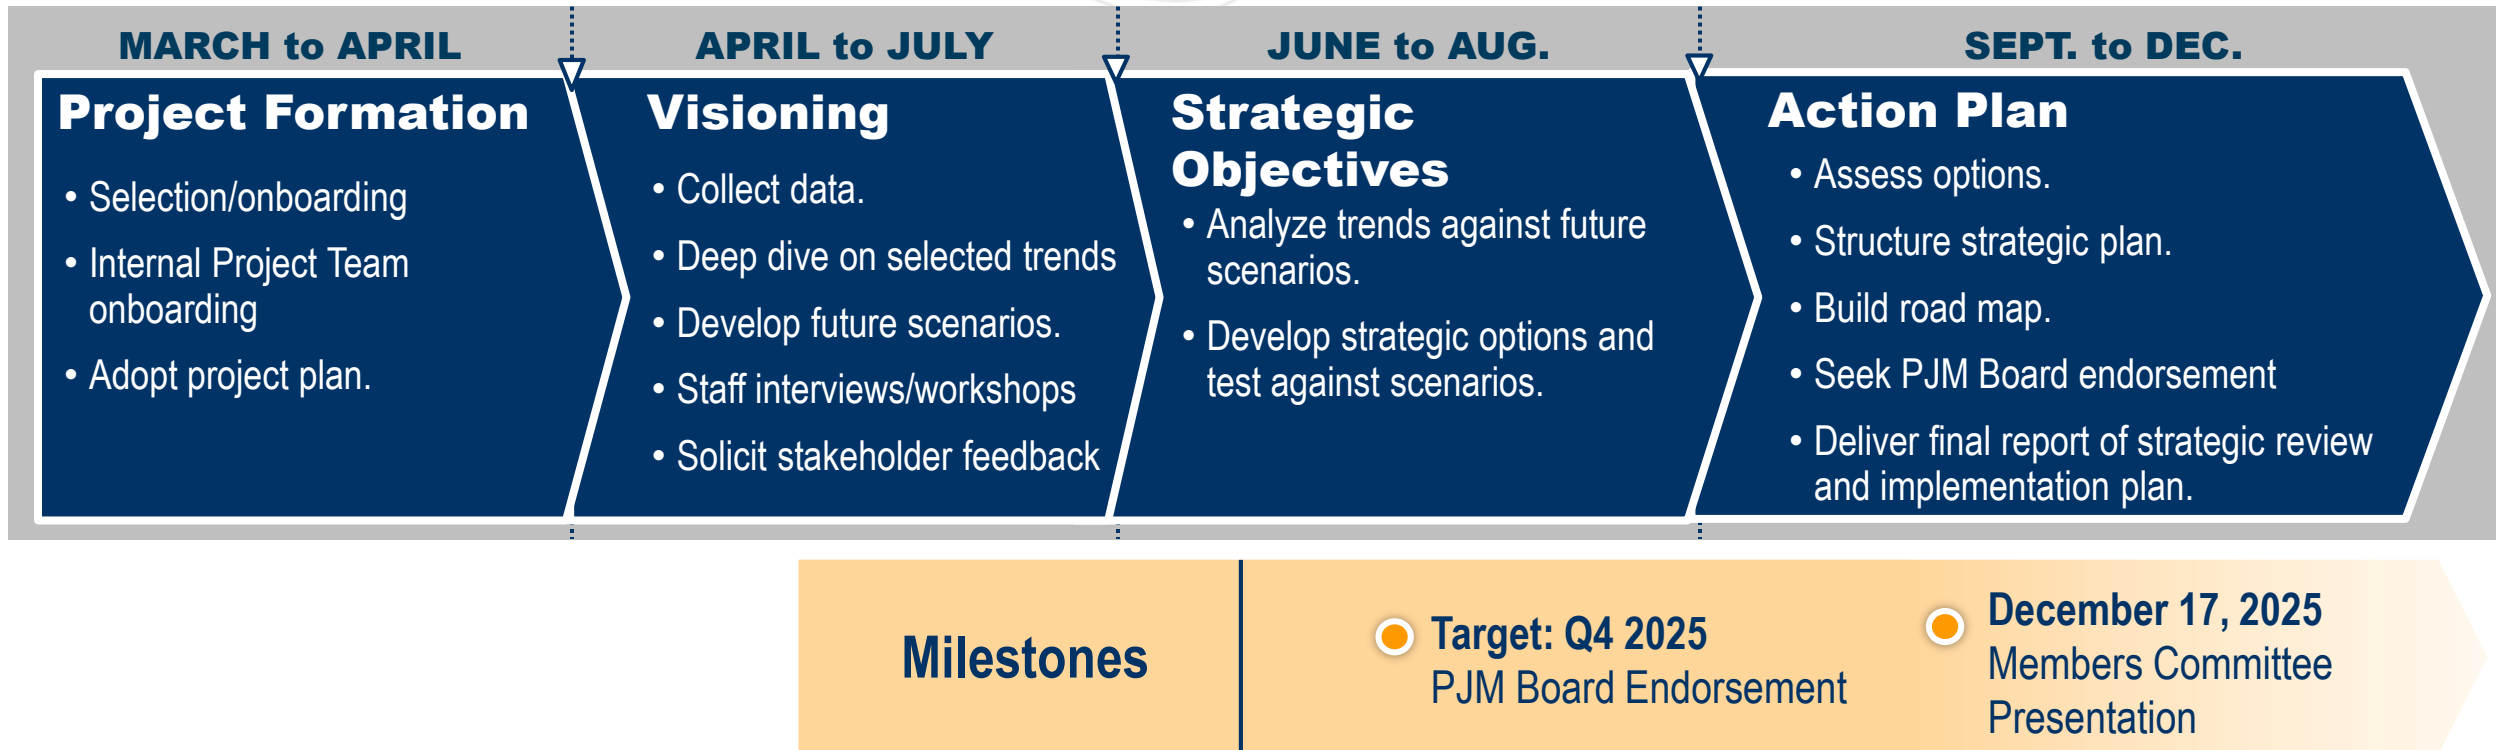 MARCH to APRIL
Project Formation
• Selection/onboarding
• Internal Project Team
onboarding
• Adopt project plan.
APRIL to JULY
Visioning
• Collect data.
• Deep dive on selected trends
• Develop future scenarios.
• Staff interviews/workshops
• Solicit stakeholder feedback
JUNE to AUG.
Strategic
Objectives
• Analyze trends against future
scenarios.
• Develop strategic options and
test against scenarios.
SEPT. to DEC.
Action Plan
• Assess options.
• Structure strategic plan.
• Build road map.
• Seek PJM Board endorsement
• Deliver final report of strategic review
and implementation plan.
Milestones
Target: Q4 2025
PJM Board Endorsement
December 17, 2025
Members Committee
Presentation